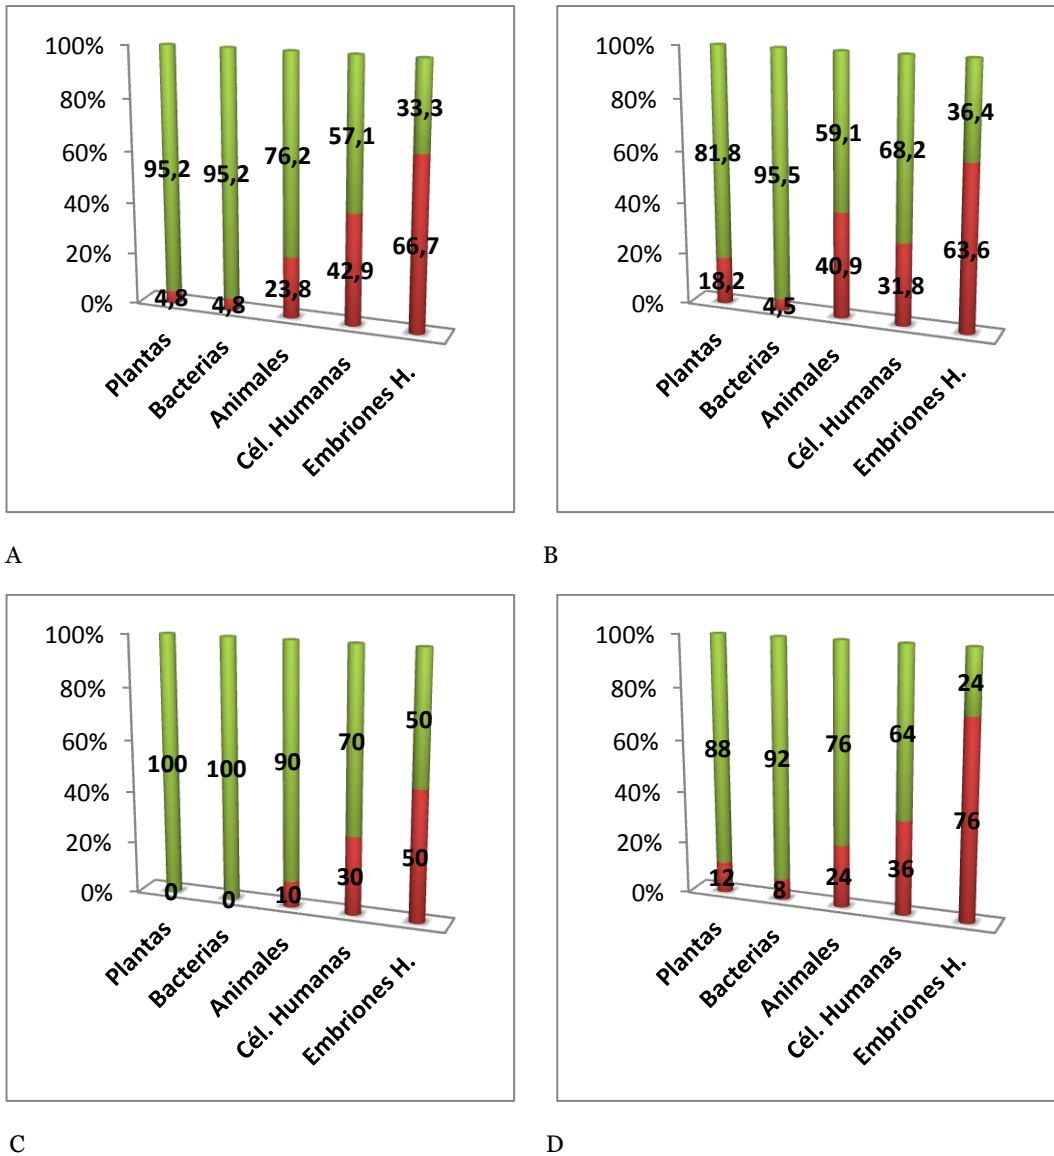 100%
80%
60%
40%
20%
0%
95,2
95,2
76,2
57,1
33,3
4,8
4,8
23,8
42,9
66,7
Plantas
Bacterias
Animales
Cél. Humanas
Embriones H.
A
100%
80%
60%
40%
20%
0%
81,8
95,5
59,1
68,2
36,4
18,2
4,5
40,9
31,8
63,6
Plantas
Bacterias
Animales
Cél. Humanas
Embriones H.
B
100%
80%
60%
40%
20%
0%
100
100
90
70
50
0
0
10
30
50
Plantas
Bacterias
Animales
Cél. Humanas
Embriones H.
C
100%
80%
60%
40%
20%
0%
88
92
76
64
24
12
8
24
36
76
Plantas
Bacterias
Animales
Cél. Humanas
Embriones H.
D